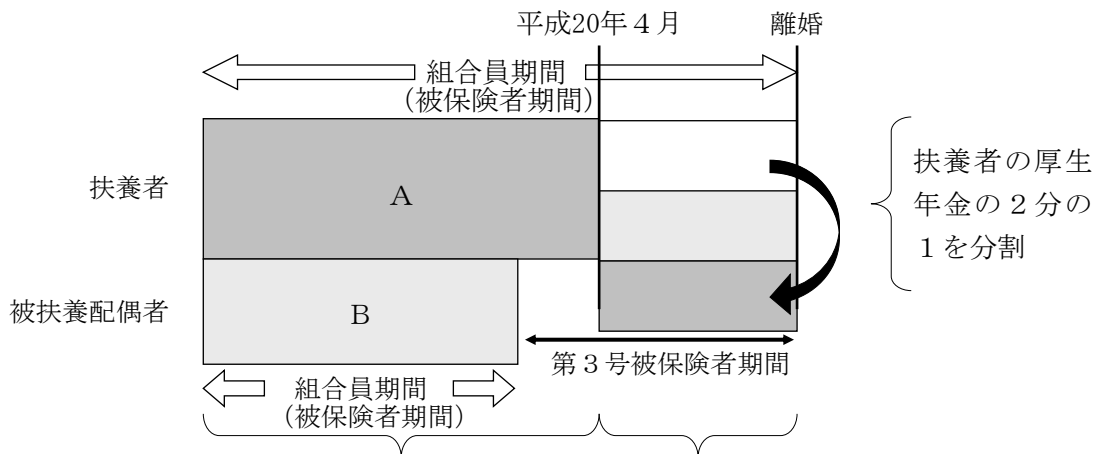 平成20年４月
離婚
組合員期間
（被保険者期間）
扶養者
Ａ
扶養者の厚生
年金の２分の
１を分割
被扶養配偶者
Ｂ
第３号被保険者期間
組合員期間
（被保険者期間）